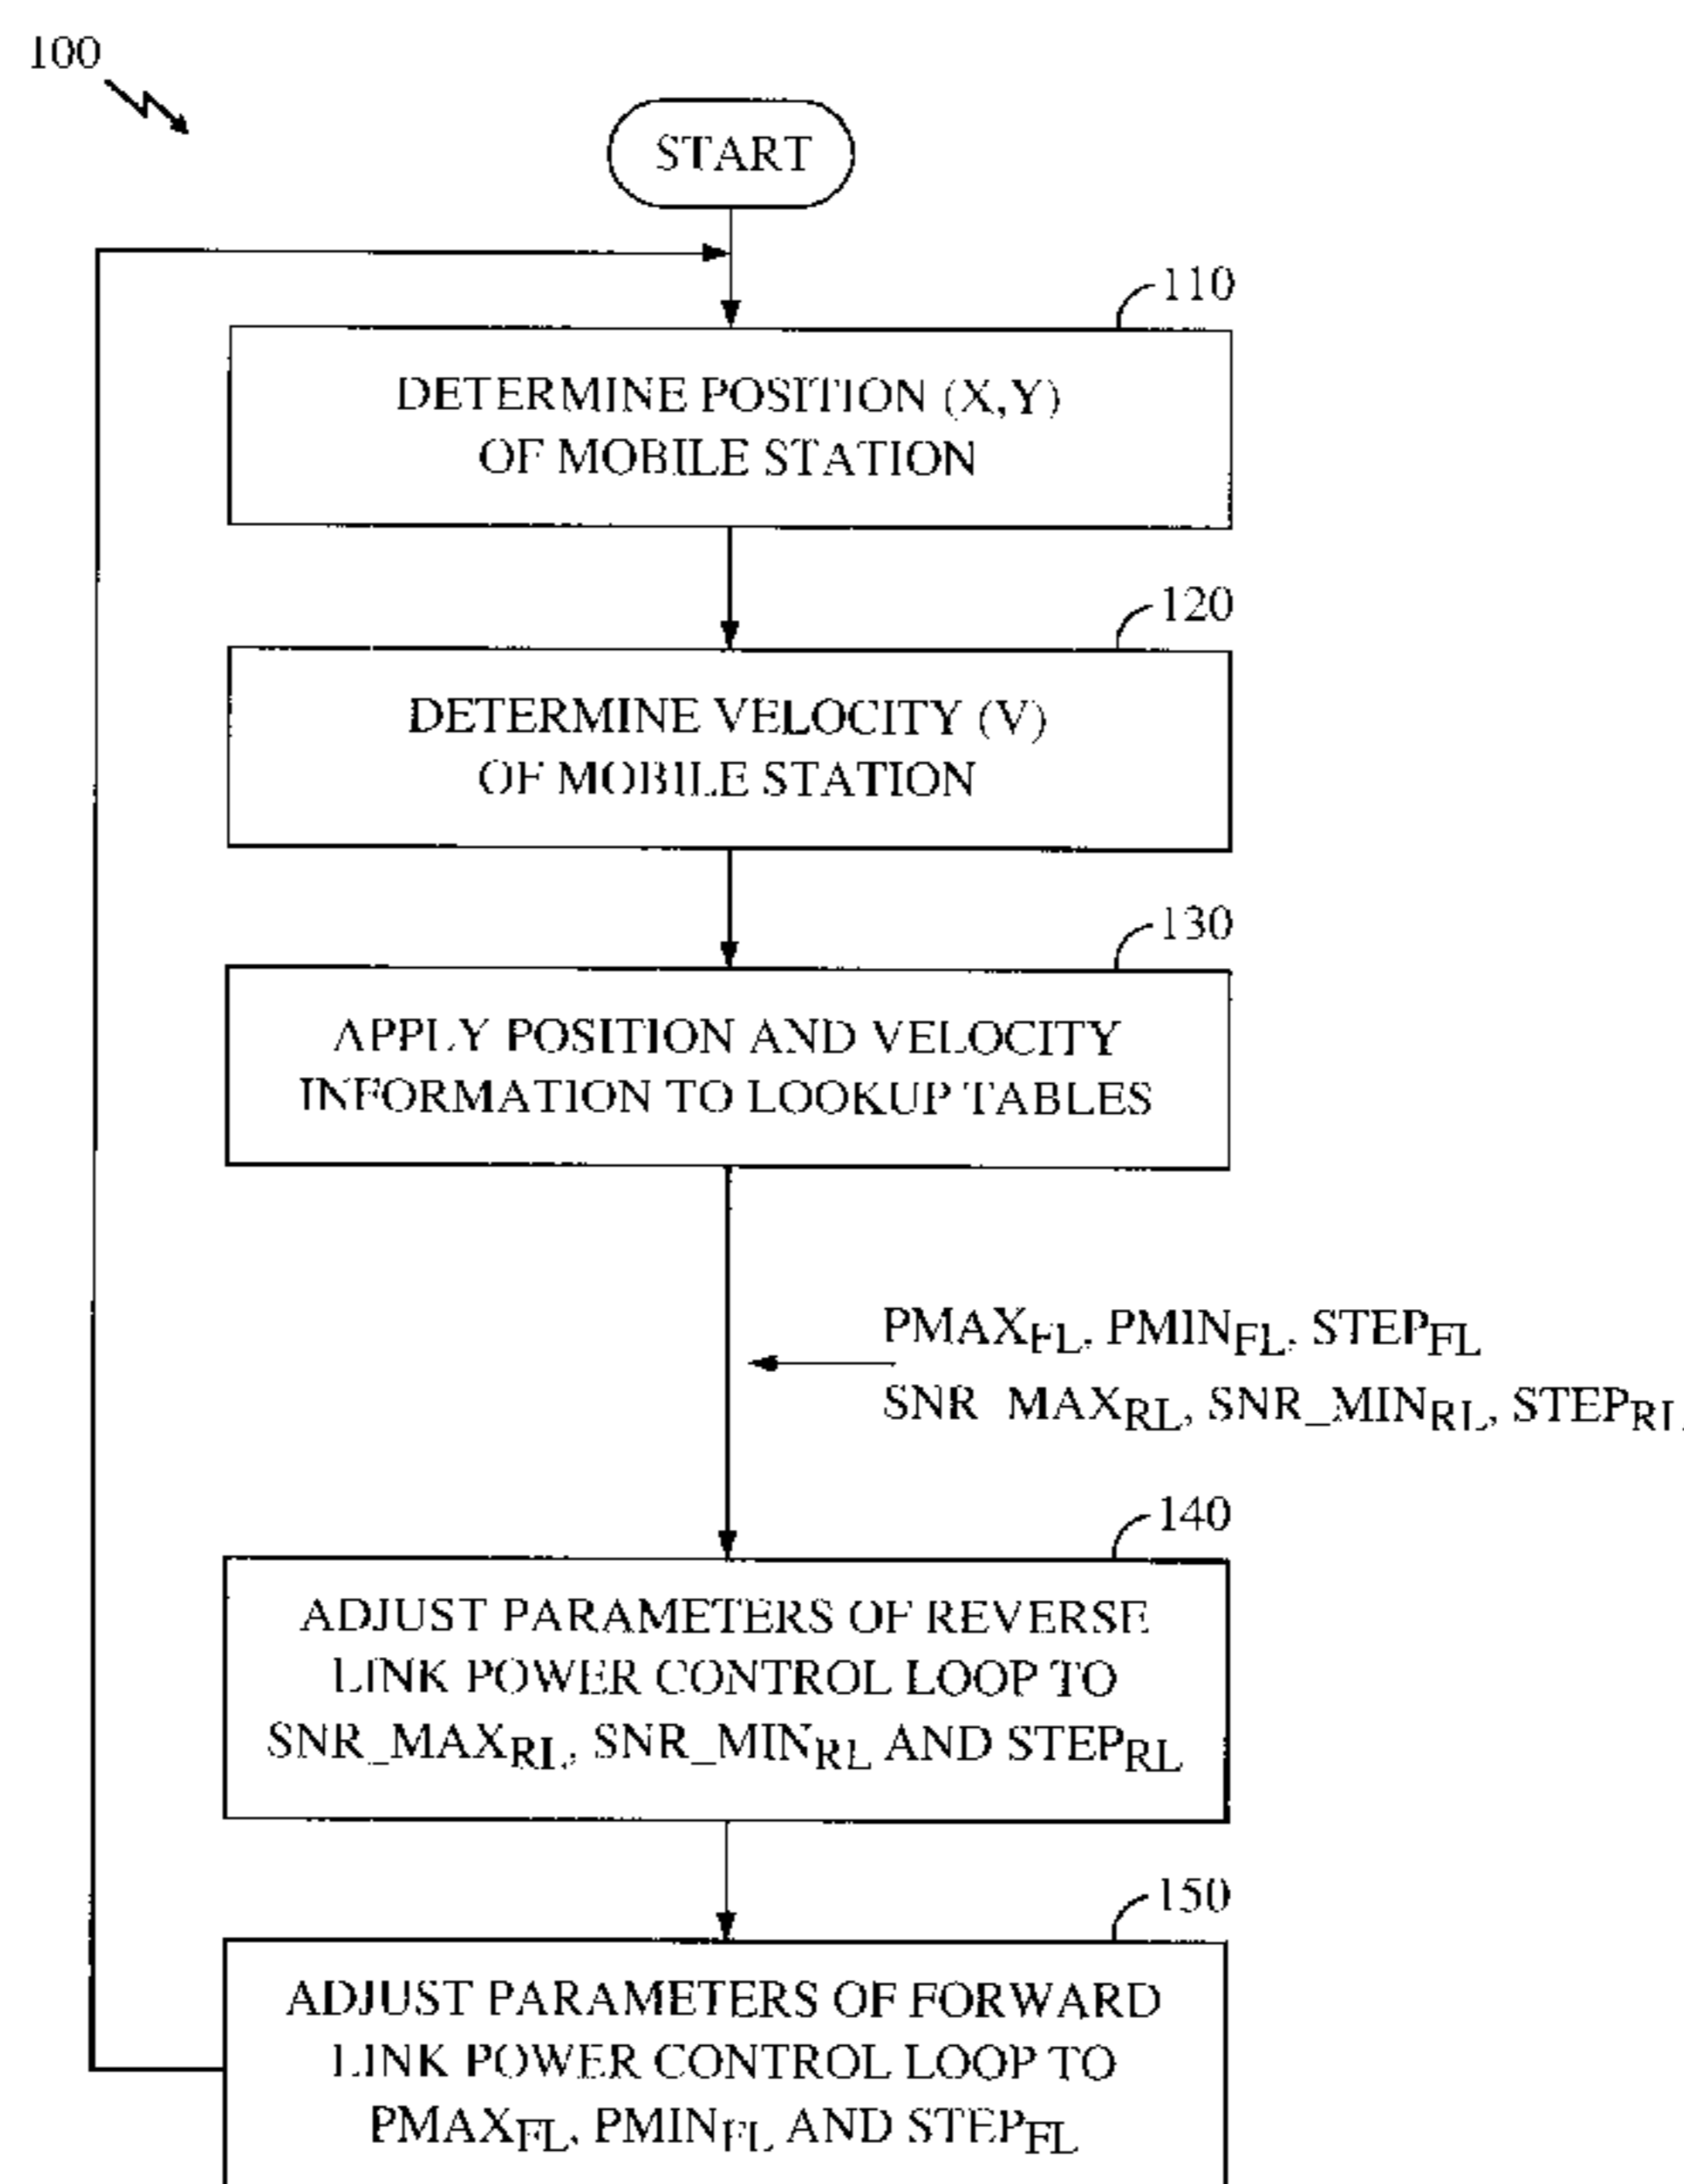 100
START
110
DETERMINE POSITION (X,Y)
OF MOBILE STATION
120
DETERMINE VELOCITY (V)
OF MOBILE STATION
130
APPLY POSITION AND VELOCITY
INFORMATION TO LOOKUP TABLES
PMAXFL, PMINFL, STEPFL
SNR_MAXRL, SNR_MINRL, STEPRL
140
ADJUST PARAMETERS OF REVERSE
LINK POWER CONTROL LOOP TO
SNR_MAXRL, SNR_MINRL AND STEPRL
150
ADJUST PARAMETERS OF FORWARD
LINK POWER CONTROL LOOP TO
PMAXFL, PMINFL AND STEPFL